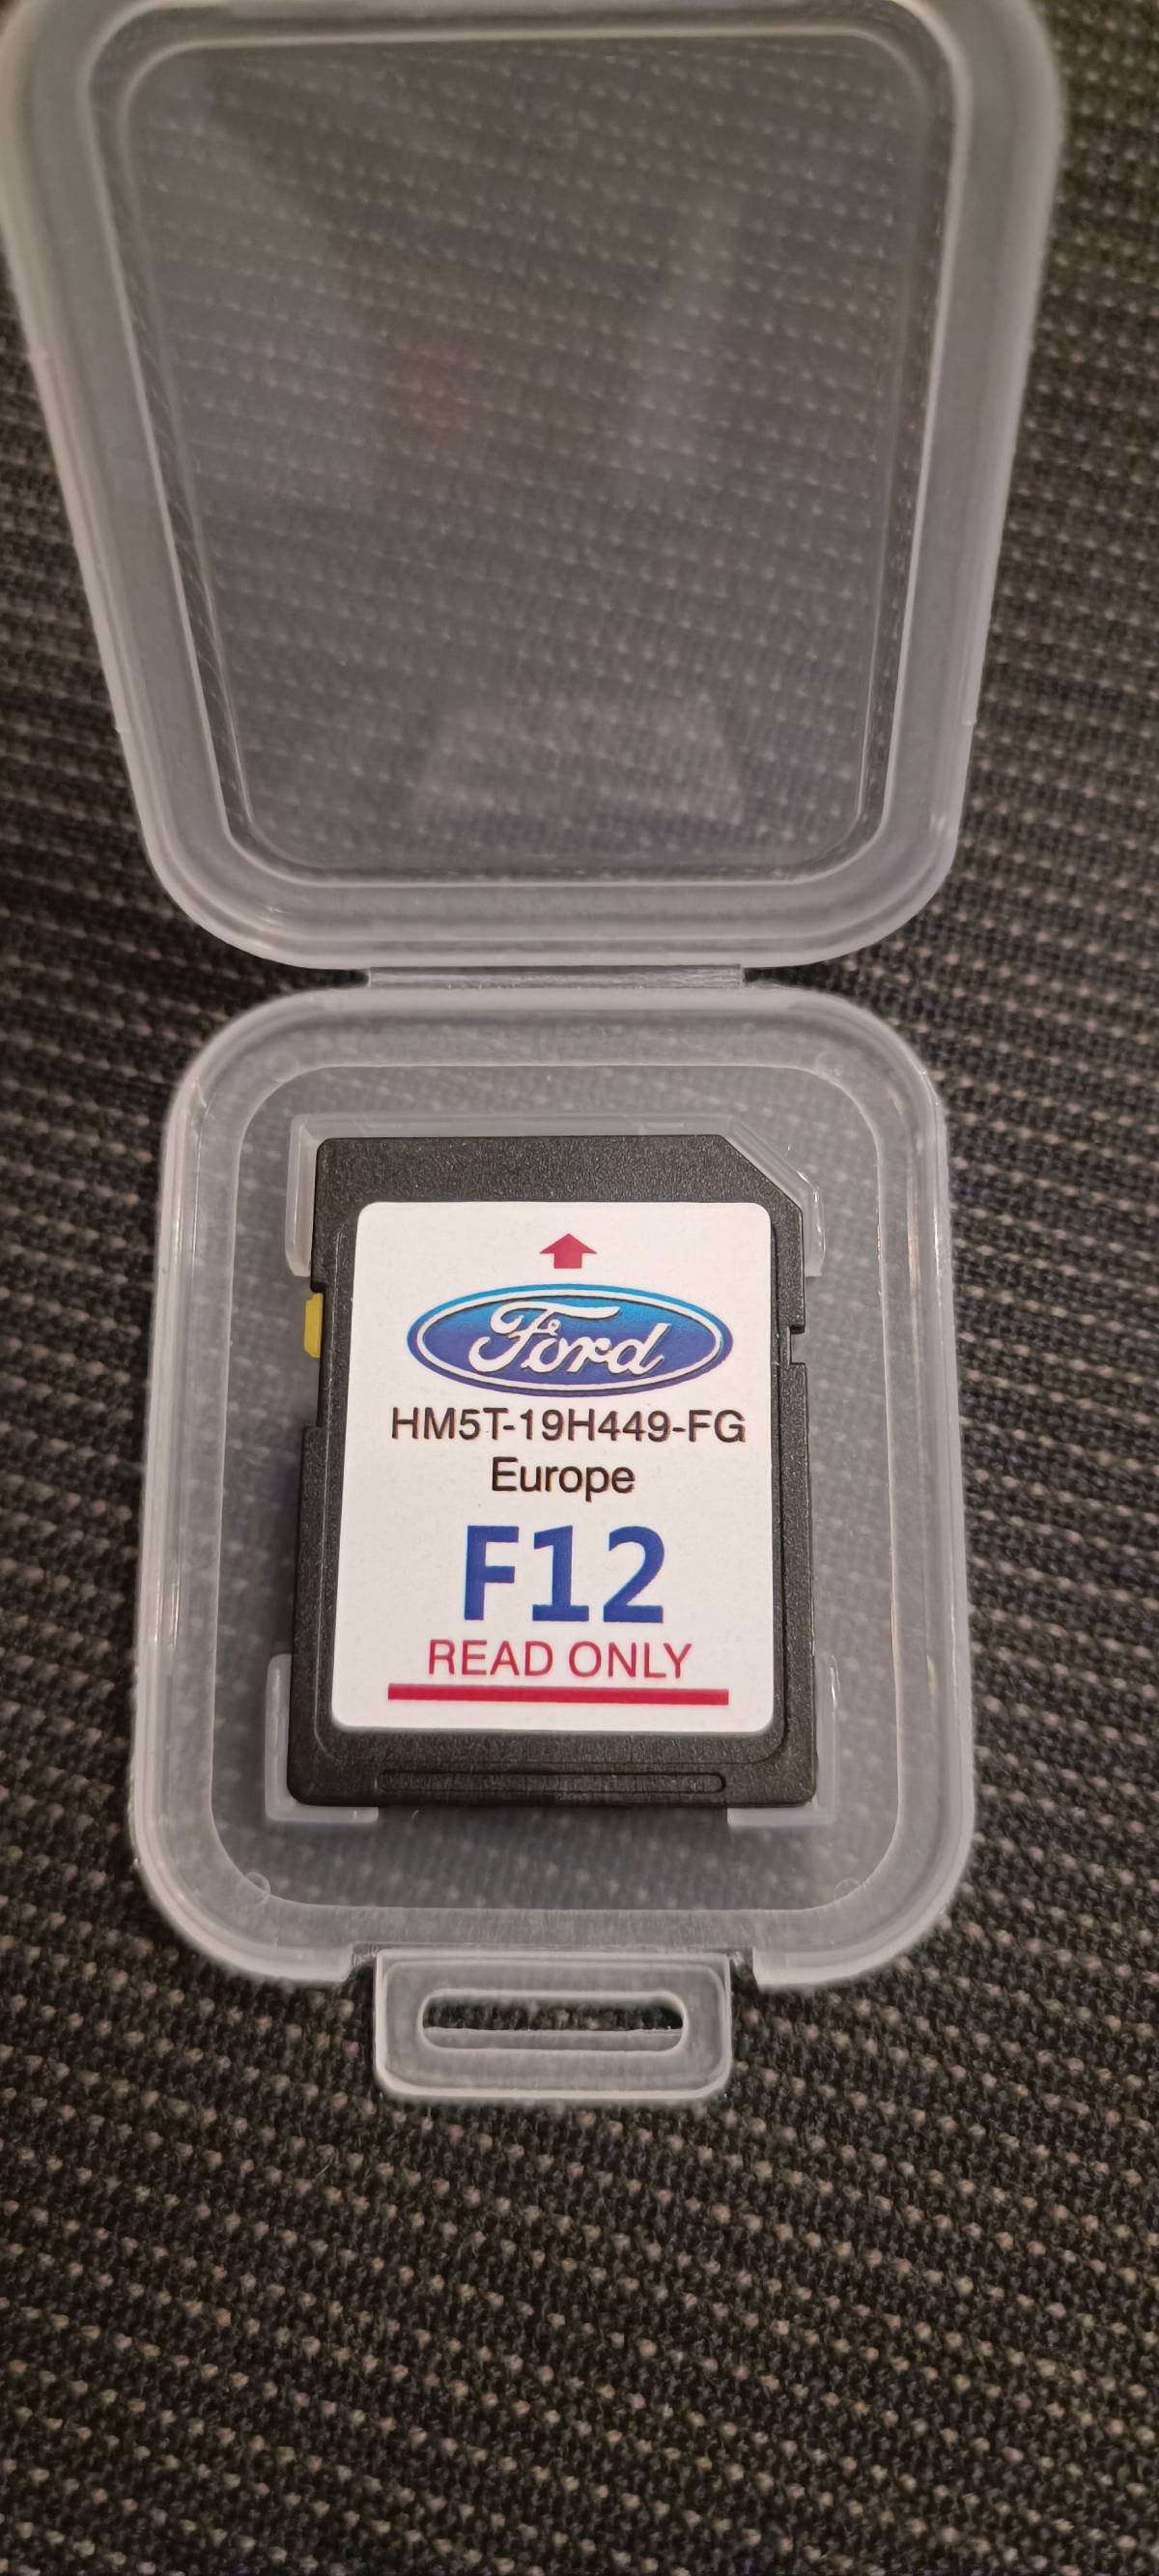 Ford
HM5T-19H449-FG
Europe
F12
READ ONLY